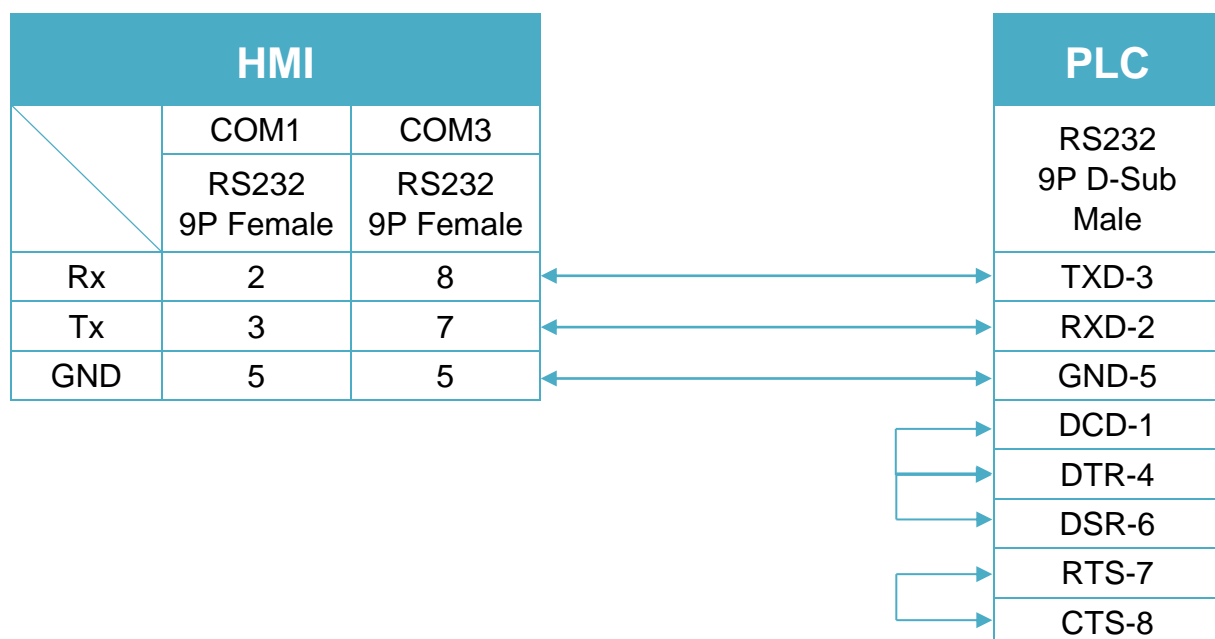 HMI
PLC
COM1 COM3
RS232
9P Female
RS232
9P Female
RS232
9P D-Sub
Male
Rx 2 8 TXD-3
Tx 3 7 RXD-2
GND 5 5 GND-5
DCD-1
DTR-4
DSR-6
RTS-7
CTS-8